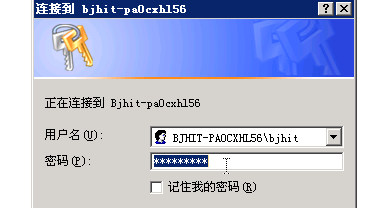 连接到 bjhit-pa0cxhl56
正在连接到 Bjhit-pa0cxhl56
用户名(U):
BJHIT-PA0CXHL56\bjhit
密码(P):
*********
记住我的密码(R)